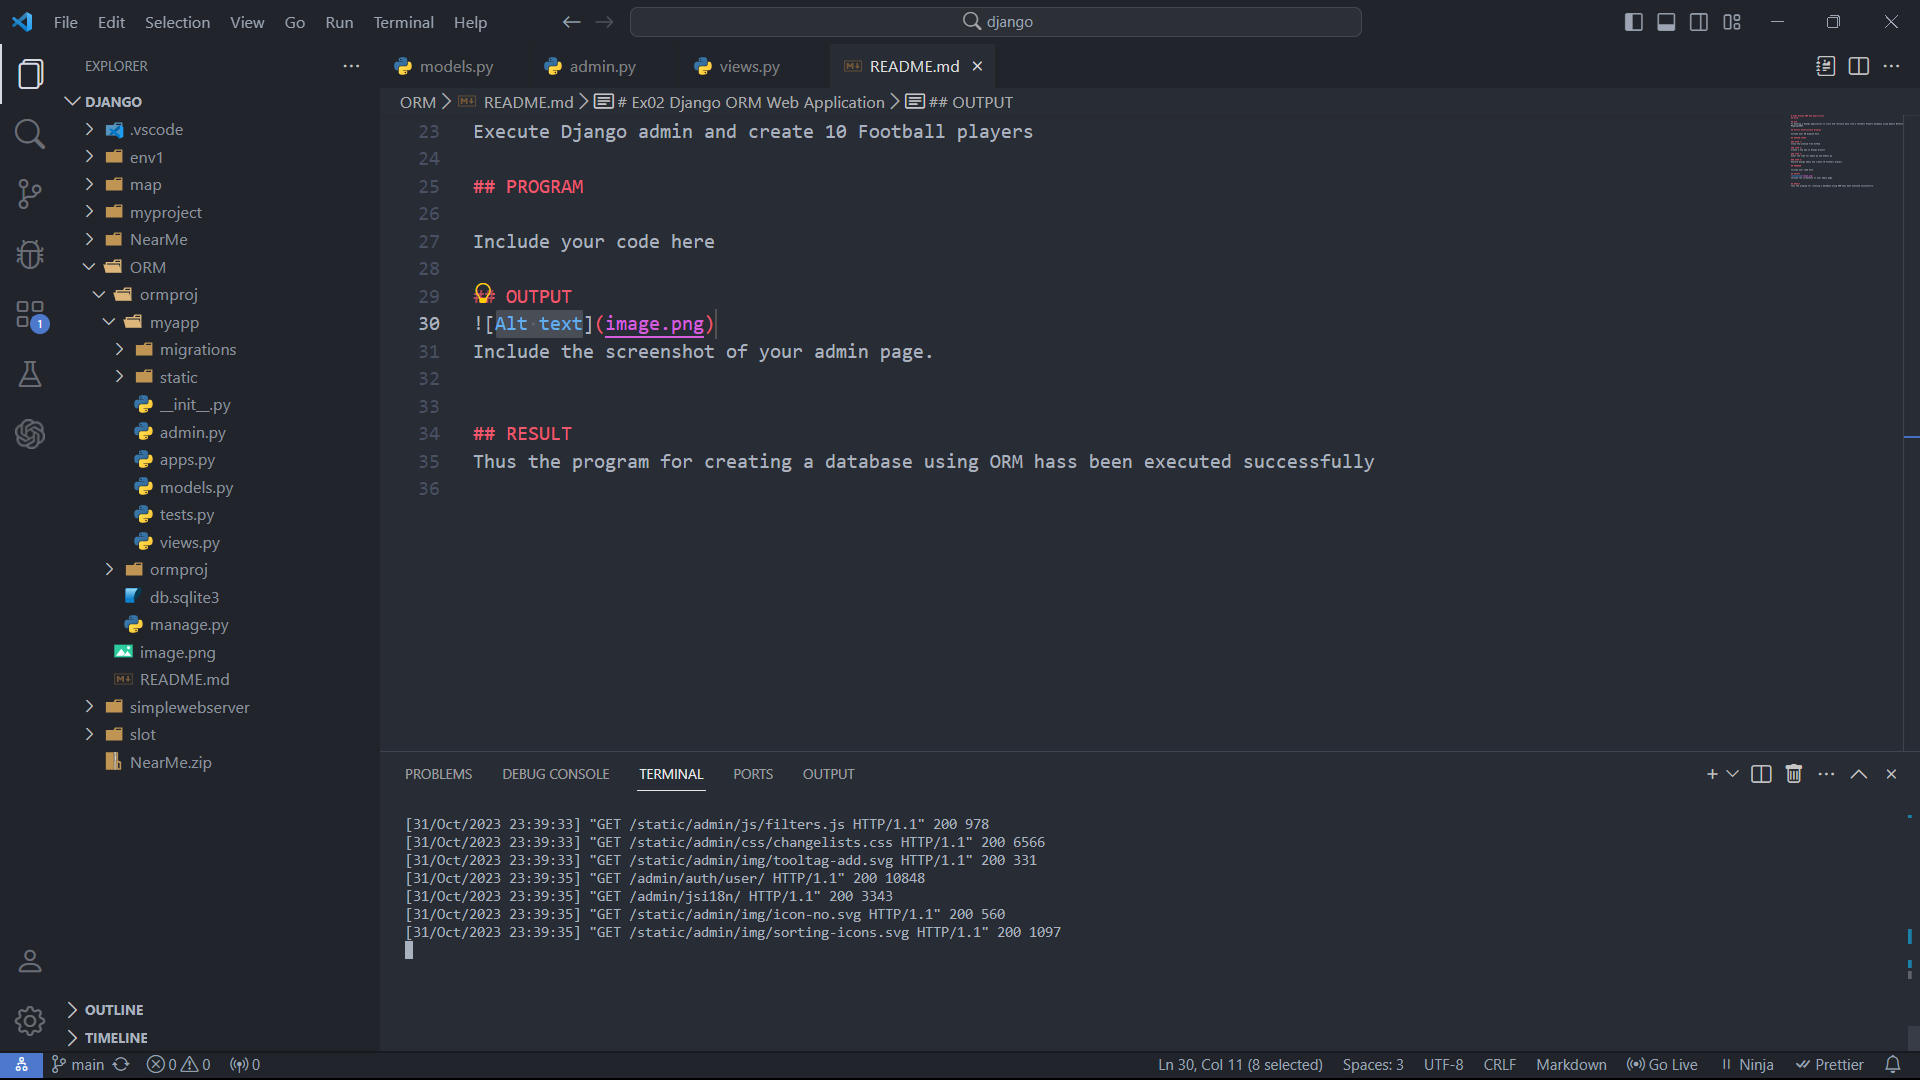 File Edit Selection View Go Run Terminal Help
django
EXPLORER
models.py admin.py views.py README.md
ORM README.md # Ex02 Django ORM Web Application ## OUTPUT
DJANGO
.vscode
env1
map
myproject
NearMe
ORM
ormproj
myapp
migrations
static
__init__.py
admin.py
apps.py
models.py
tests.py
views.py
ormproj
db.sqlite3
manage.py
image.png
README.md
simplewebserver
slot
NearMe.zip
OUTLINE
TIMELINE
1
23 Execute Django admin and create 10 Football players
24
25 ## PROGRAM
26
27 Include your code here
28
29 ## OUTPUT
30 ![Alt text](image.png)
31 Include the screenshot of your admin page.
32
33
34 ## RESULT
35 Thus the program for creating a database using ORM hass been executed successfully
36
PROBLEMS DEBUG CONSOLE TERMINAL PORTS OUTPUT
[31/Oct/2023 23:39:33] "GET /static/admin/js/filters.js HTTP/1.1" 200 978
[31/Oct/2023 23:39:33] "GET /static/admin/css/changelists.css HTTP/1.1" 200 6566
[31/Oct/2023 23:39:33] "GET /static/admin/img/tooltag-add.svg HTTP/1.1" 200 331
[31/Oct/2023 23:39:35] "GET /admin/auth/user/ HTTP/1.1" 200 10848
[31/Oct/2023 23:39:35] "GET /admin/jsi18n/ HTTP/1.1" 200 3343
[31/Oct/2023 23:39:35] "GET /static/admin/img/icon-no.svg HTTP/1.1" 200 560
[31/Oct/2023 23:39:35] "GET /static/admin/img/sorting-icons.svg HTTP/1.1" 200 1097
main 0 0 0 Ln 30, Col 11 (8 selected) Spaces: 3 UTF-8 CRLF Markdown Go Live Ninja Prettier